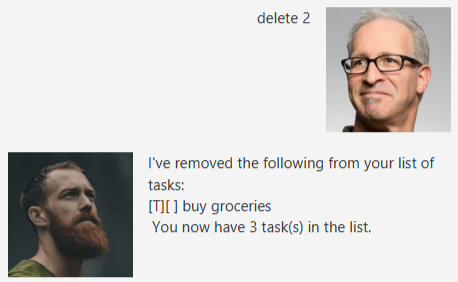 delete 2
I've removed the following from your list of
tasks:
[T][ ] buy groceries
You now have 3 task(s) in the list.